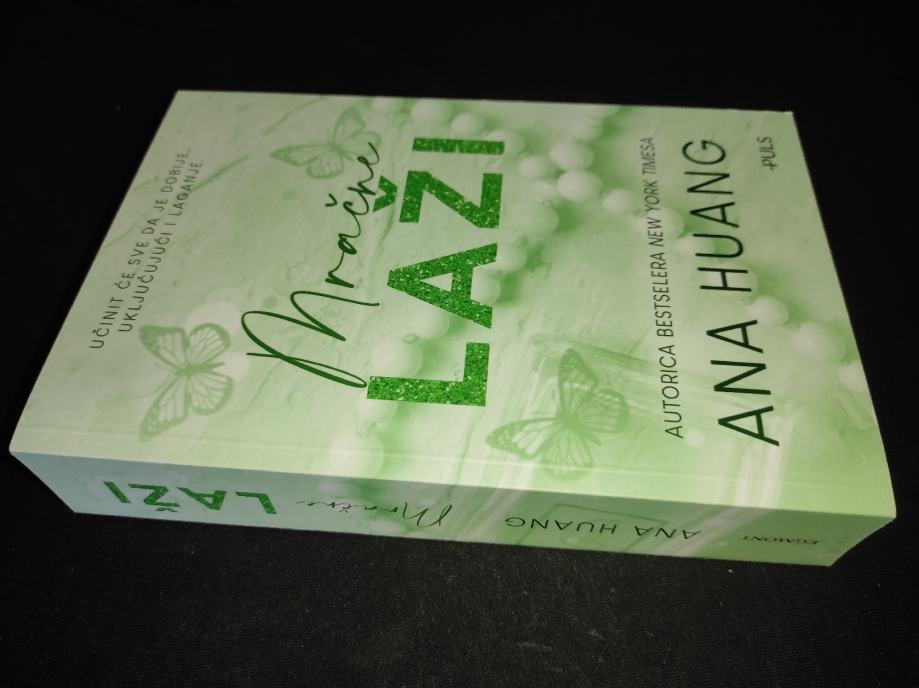 UČINIT ĆE SVE DA JE DOBIJE.
UKLJUČUJUĆI I LAGANJE.
Mračne
LAŽI
AUTORICA BESTSELERA NEW YORK TIMESA
ANA HUANG
PULS
Mračne LAŽI
ANA HUANG
EGMONT